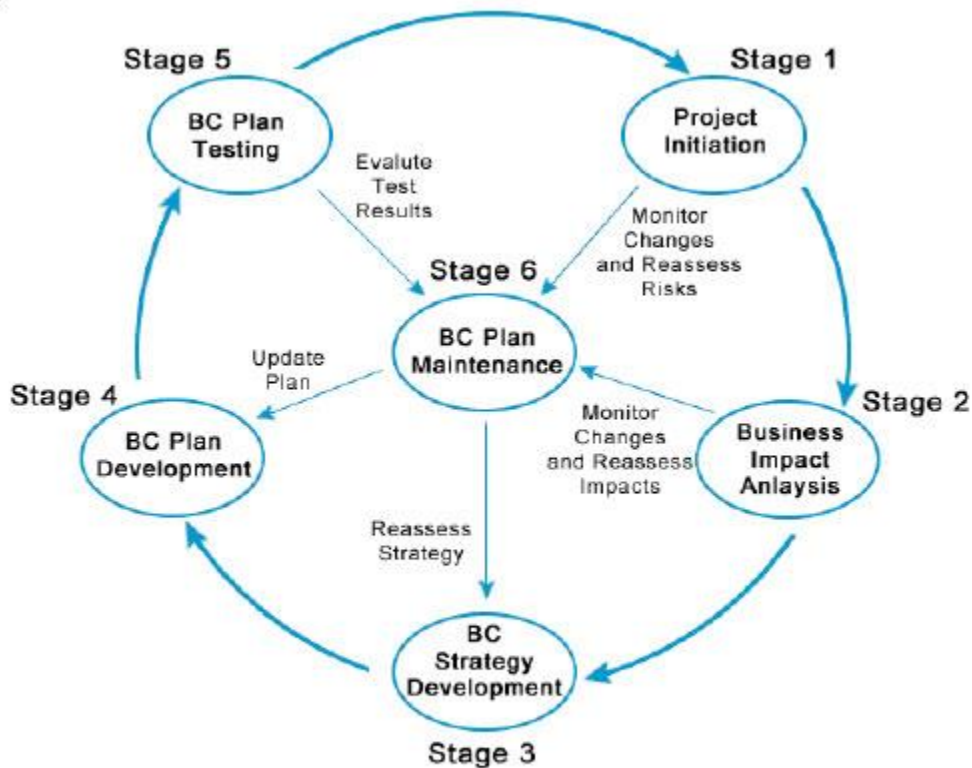 Stage 5
BC Plan
Testing
Stage 1
Project
Initiation
Evalute
Test
Results
Monitor
Changes
and Reassess
Risks
Stage 6
BC Plan
Maintenance
Update
Plan
Stage 4
BC Plan
Development
Monitor
Changes
and Reassess
Impacts
Stage 2
Business
Impact
Anlaysis
Reassess
Strategy
BC
Strategy
Development
Stage 3